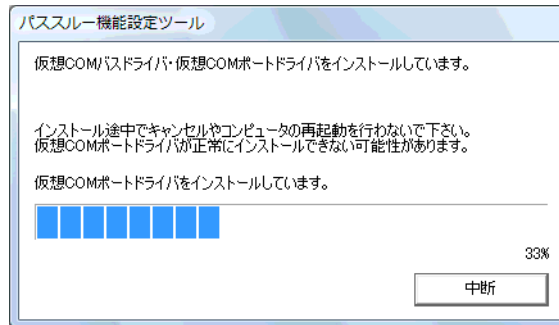 パススルー機能設定ツール
仮想COMバスドライバ・仮想COMポートドライバをインストールしています。
インストール途中でキャンセルやコンピュータの再起動を行わないで下さい。
仮想COMポートドライバが正常にインストールできない可能性があります。
仮想COMポートドライバをインストールしています。
33%
中断